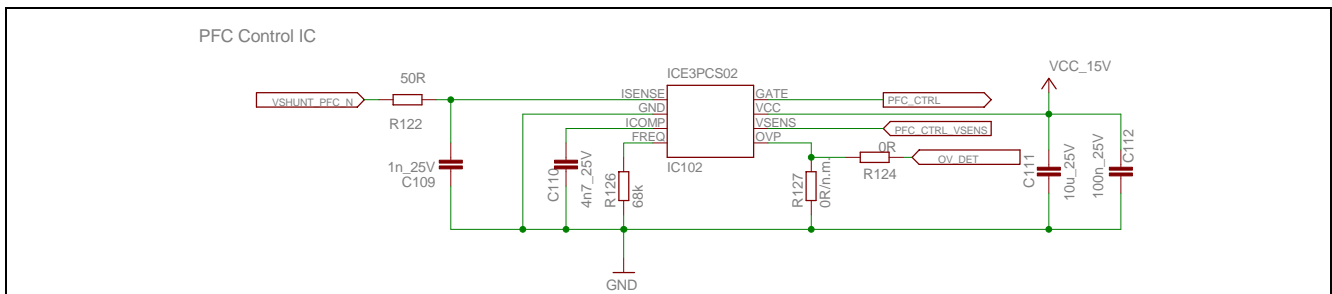 PFC Control IC
VCC_15V
ICE3PCS02
50R
VSHUNT_PFC_N
R122
ISENSE
GND
ICOMP
FREQ
GATE
VCC
VSENS
OVP
PFC_CTRL
PFC_CTRL_VSENS
0R
OV_DET
R124
IC102
1n_25V
C109
C110
4n7_25V
R126
68k
R127
0R/n.m
C111
10u_25V
100n_25V
C112
GND